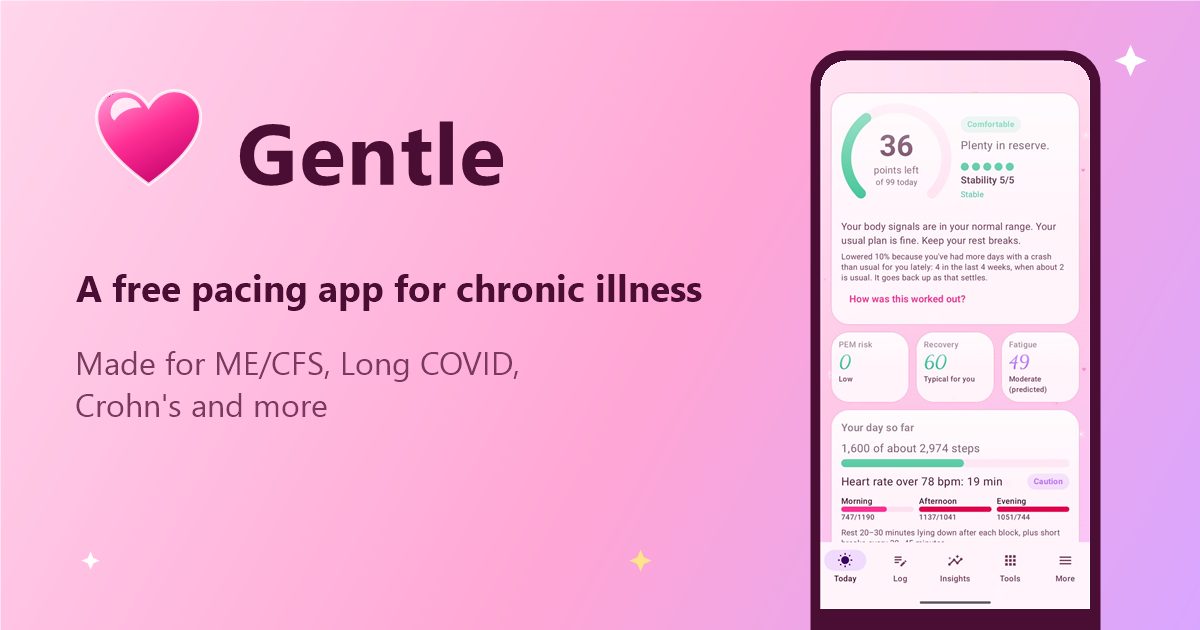 Gentle
A free pacing app for chronic illness
Made for ME/CFS, Long COVID,
Crohn's and more
36
points left
of 99 today
Comfortable
Plenty in reserve.
Stability 5/5
Stable
Your body signals are in your normal range. Your
usual plan is fine. Keep your rest breaks.
Lowered 10% because you've had more days with a crash
than usual for you lately: 4 in the last 4 weeks, when about 2
is usual. It goes back up as that settles.
How was this worked out?
PEM risk
0
Low
Recovery
60
Typical for you
Fatigue
49
Moderate
(predicted)
Your day so far
1,600 of about 2,974 steps
Heart rate over 78 bpm: 19 min
Caution
Morning
747/1190
Afternoon
1137/1041
Evening
1051/744
Rest 20–30 minutes lying down after each block, plus short
Today
Log
Insights
Tools
More